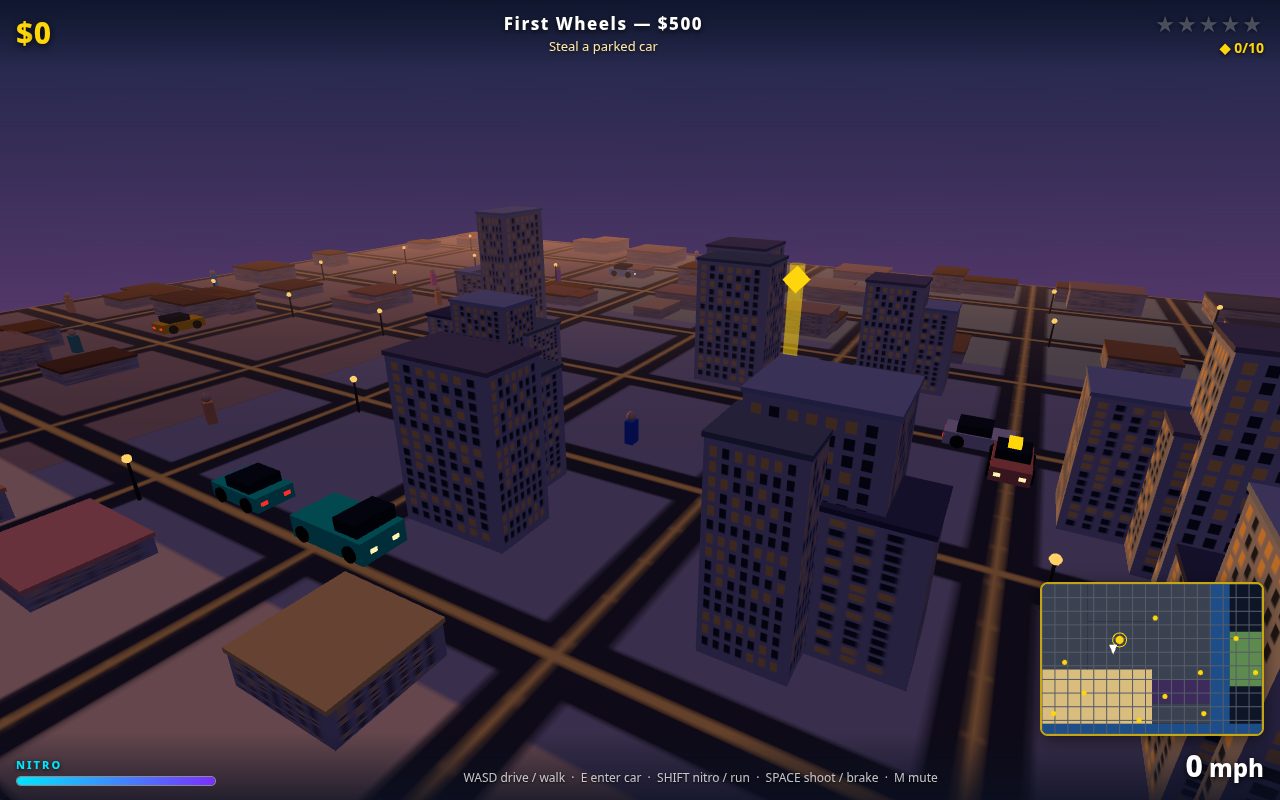 $0
First Wheels — $500
Steal a parked car
★★★★★
◆ 0/10
NITRO
WASD drive / walk · E enter car · SHIFT nitro / run · SPACE shoot / brake · M mute
0 mph